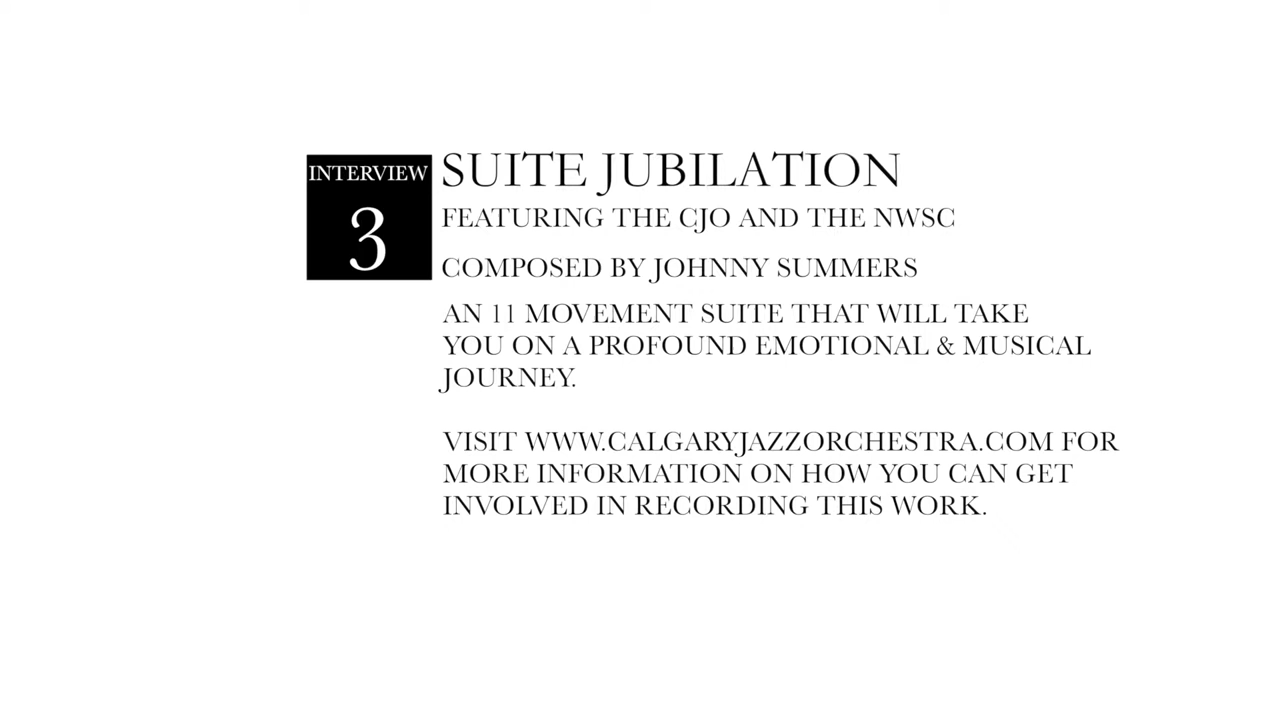 INTERVIEW
3
SUITE JUBILATION
FEATURING THE CJO AND THE NWSC
COMPOSED BY JOHNNY SUMMERS
AN 11 MOVEMENT SUITE THAT WILL TAKE
YOU ON A PROFOUND EMOTIONAL & MUSICAL
JOURNEY.
VISIT WWW.CALGARYJAZZORCHESTRA.COM FOR
MORE INFORMATION ON HOW YOU CAN GET
INVOLVED IN RECORDING THIS WORK.